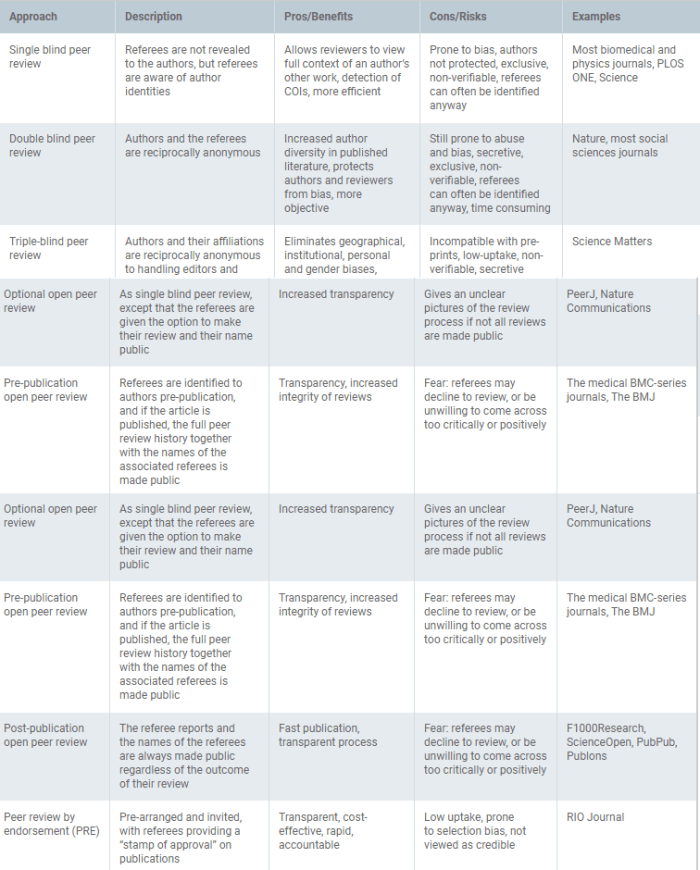 Approach Description Pros/Benefits Cons/Risks Examples
Single blind peer Referees are not revealed Allows reviewers to view Prone to bias, authors Most biomedical and
review to the authors, but referees full context of an author's not protected, exclusive, physics journals, PLOS
are aware of author other work, detection of non-verifiable, referees ONE, Science
identities COIs, more efficient can often be identified
anyway
Double blind peer Authors and the referees Increased author Still prone to abuse Nature, most social
review are reciprocally anonymous diversity in published and bias, secretive, sciences journals
literature, protects exclusive, non-
authors and reviewers verifiable, referees
from bias, more can often be identified
objective anyway, time consuming
Triple-blind peer Authors and their affiliations Eliminates geographical, Incompatible with pre- Science Matters
review are reciprocally anonymous institutional, personal prints, low-uptake, non-
to handling editors and and gender biases, verifiable, secretive
Optional open peer As single blind peer review, Increased transparency Gives an unclear PeerJ, Nature
review except that the referees are pictures of the review Communications
given the option to make process if not all reviews
their review and their name are made public
public
Pre-publication Referees are identified to Transparency, increased Fear: referees may The medical BMC-series
open peer review authors pre-publication, integrity of reviews decline to review, or be journals, The BMJ
and if the article is unwilling to come across
published, the full peer too critically or positively
review history together
with the names of the
associated referees is
made public
Optional open peer As single blind peer review, Increased transparency Gives an unclear PeerJ, Nature
review except that the referees are pictures of the review Communications
given the option to make process if not all reviews
their review and their name are made public
public
Pre-publication Referees are identified to Transparency, increased Fear: referees may The medical BMC-series
open peer review authors pre-publication, integrity of reviews decline to review, or be journals, The BMJ
and if the article is unwilling to come across
published, the full peer too critically or positively
review history together
with the names of the
associated referees is
made public
Post-publication The referee reports and Fast publication, Fear: referees may F1000Research,
open peer review the names of the referees transparent process decline to review, or be ScienceOpen, PubPub,
are always made public unwilling to come across Publons
regardless of the outcome too critically or positively
of their review
Peer review by Pre-arranged and invited, Transparent, cost- Low uptake, prone RIO Journal
endorsement (PRE) with referees providing a effective, rapid, to selection bias, not
"stamp of approval" on accountable viewed as credible
publications